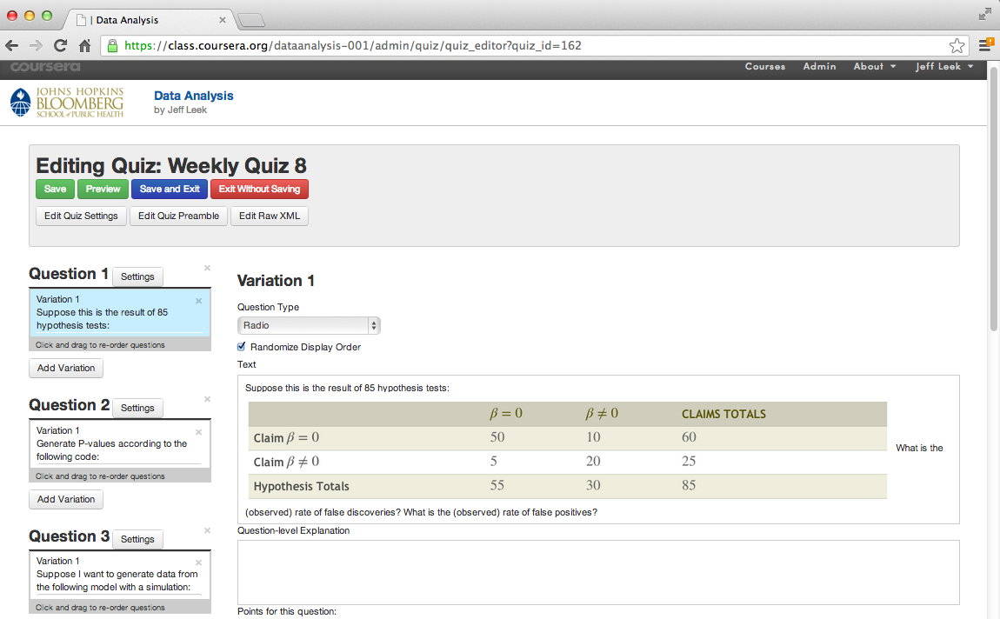 | Data Analysis
https://class.coursera.org/dataanalysis-001/admin/quiz/quiz_editor?quiz_id=162
coursera
Courses Admin About Jeff Leek
JOHNS HOPKINS
BLOOMBERG
SCHOOL of PUBLIC HEALTH
Data Analysis
by Jeff Leek
Editing Quiz: Weekly Quiz 8
Save Preview Save and Exit Exit Without Saving
Edit Quiz Settings Edit Quiz Preamble Edit Raw XML
Question 1 Settings
Variation 1
Suppose this is the result of 85
hypothesis tests:
Click and drag to re-order questions
Add Variation
Question 2 Settings
Variation 1
Generate P-values according to the
following code:
Click and drag to re-order questions
Add Variation
Question 3 Settings
Variation 1
Suppose I want to generate data from
the following model with a simulation:
Click and drag to re-order questions
Variation 1
Question Type
Radio
Randomize Display Order
Text
Suppose this is the result of 85 hypothesis tests:
β = 0 β ≠ 0 CLAIMS TOTALS
Claim β = 0 50 10 60
Claim β ≠ 0 5 20 25
Hypothesis Totals 55 30 85
What is the
(observed) rate of false discoveries? What is the (observed) rate of false positives?
Question-level Explanation
Points for this question: